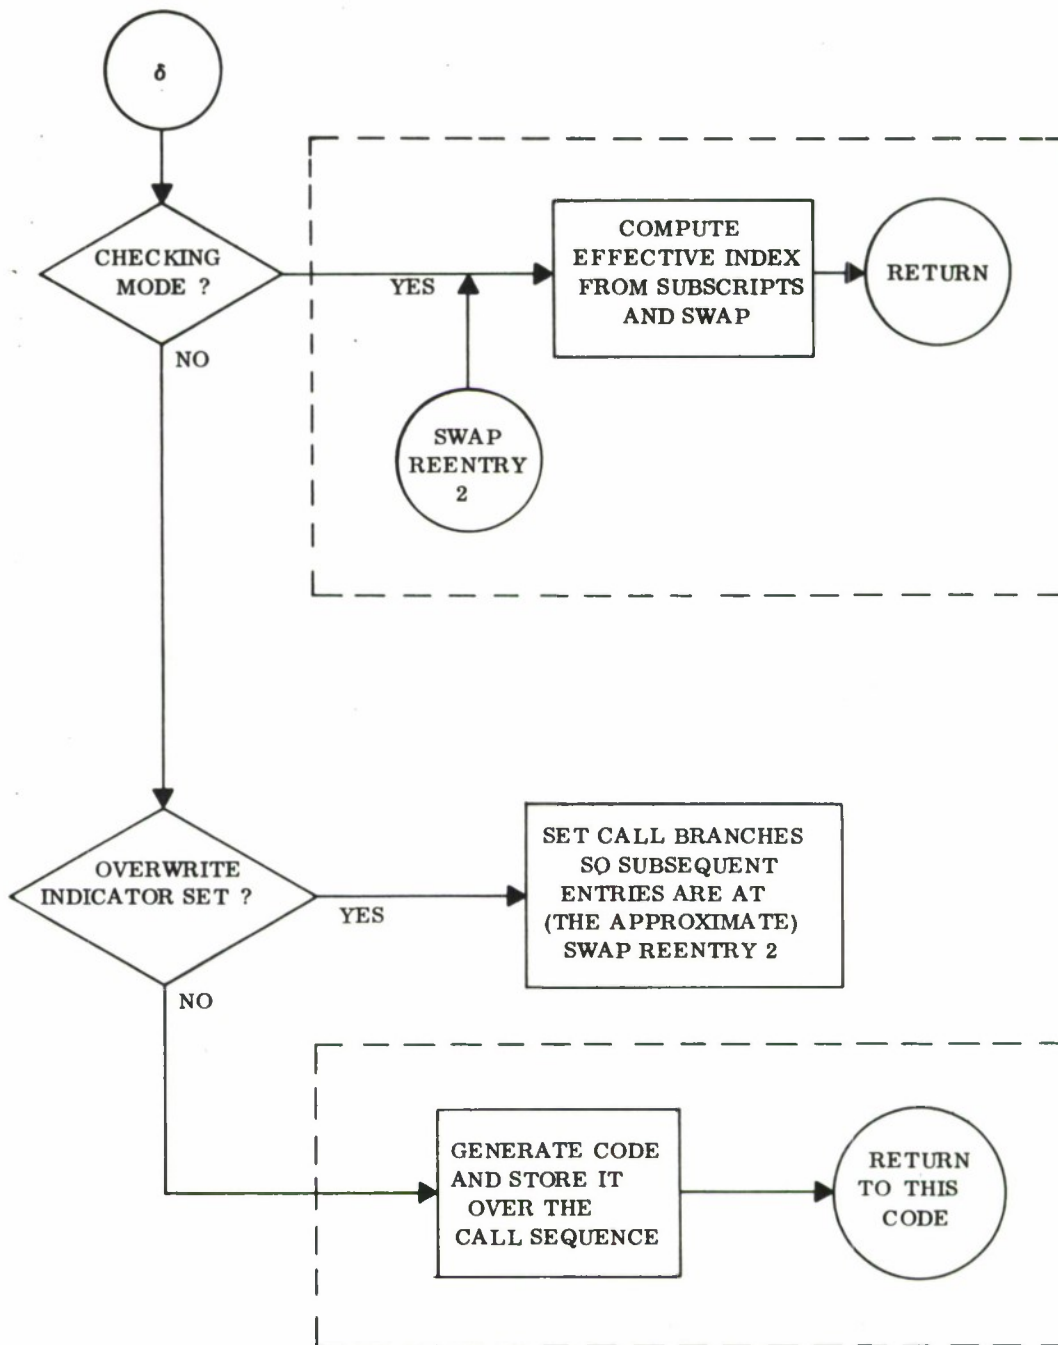 δ
CHECKING
MODE ?
YES
NO
COMPUTE
EFFECTIVE INDEX
FROM SUBSCRIPTS
AND SWAP
RETURN
SWAP
REENTRY
2
OVERWRITE
INDICATOR SET ?
YES
NO
SET CALL BRANCHES
SO SUBSEQUENT
ENTRIES ARE AT
(THE APPROXIMATE)
SWAP REENTRY 2
GENERATE CODE
AND STORE IT
OVER THE
CALL SEQUENCE
RETURN
TO THIS
CODE